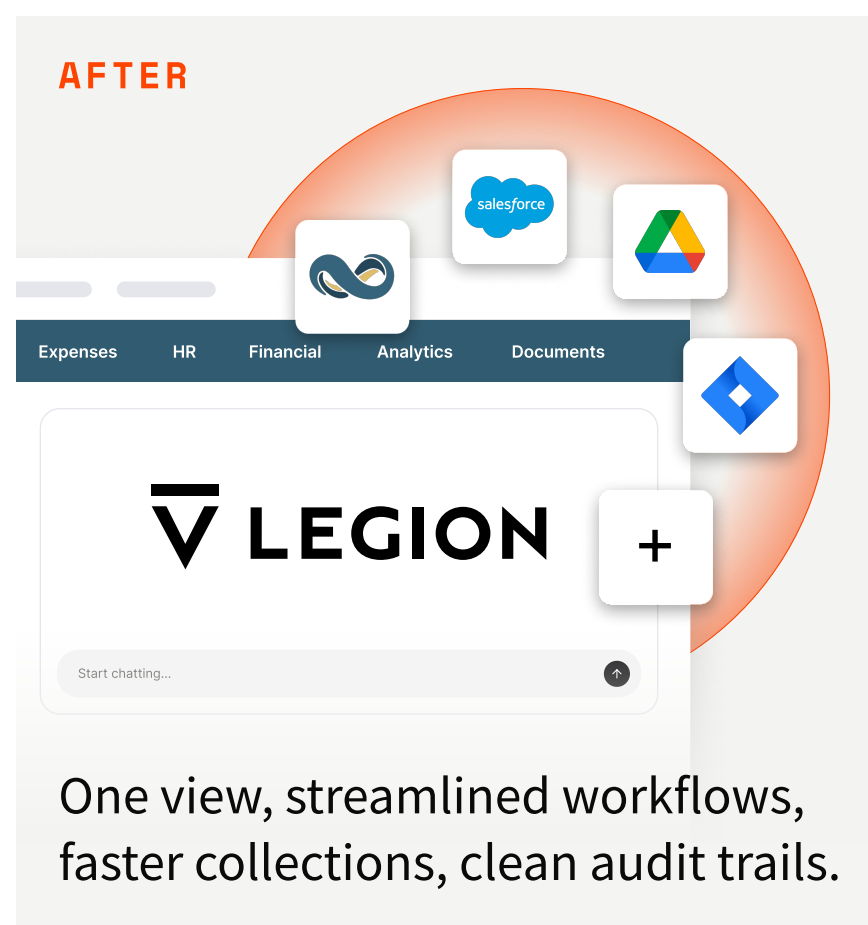 AFTER
salesforce
Expenses HR Financial Analytics Documents
LEGION
Start chatting...
One view, streamlined workflows,
faster collections, clean audit trails.